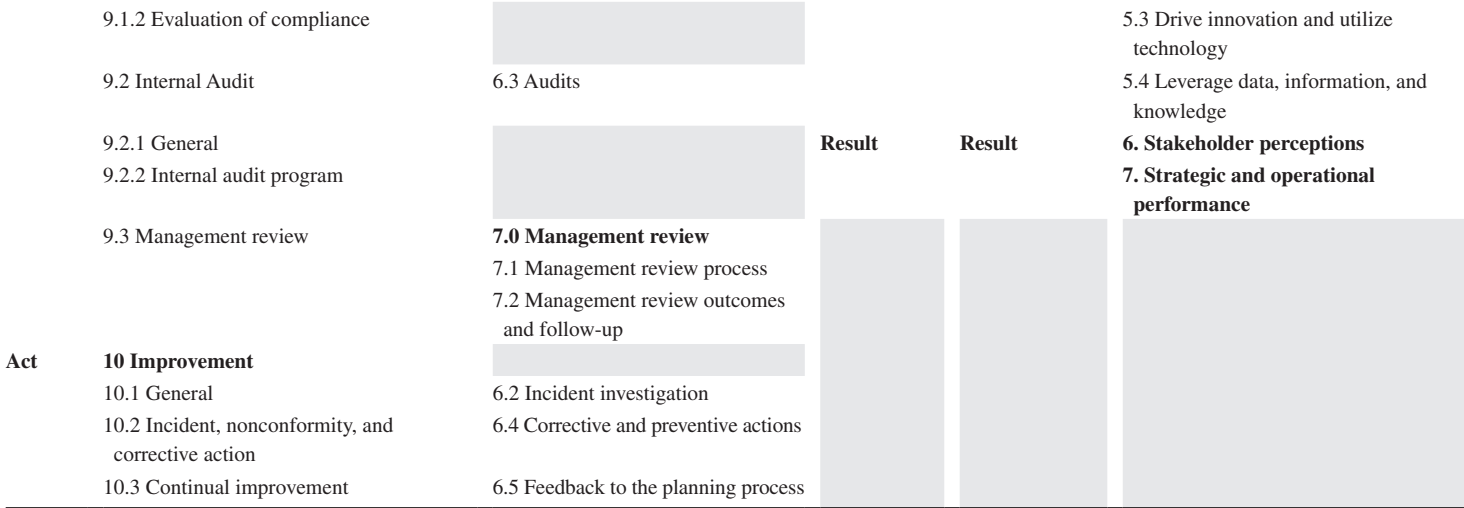 9.1.2 Evaluation of compliance
5.3 Drive innovation and utilize
technology
9.2 Internal Audit
6.3 Audits
5.4 Leverage data, information, and
knowledge
9.2.1 General
Result
Result
6. Stakeholder perceptions
9.2.2 Internal audit program
7. Strategic and operational
performance
9.3 Management review
7.0 Management review
7.1 Management review process
7.2 Management review outcomes
and follow-up
Act
10 Improvement
10.1 General
6.2 Incident investigation
10.2 Incident, nonconformity, and
corrective action
6.4 Corrective and preventive actions
10.3 Continual improvement
6.5 Feedback to the planning process